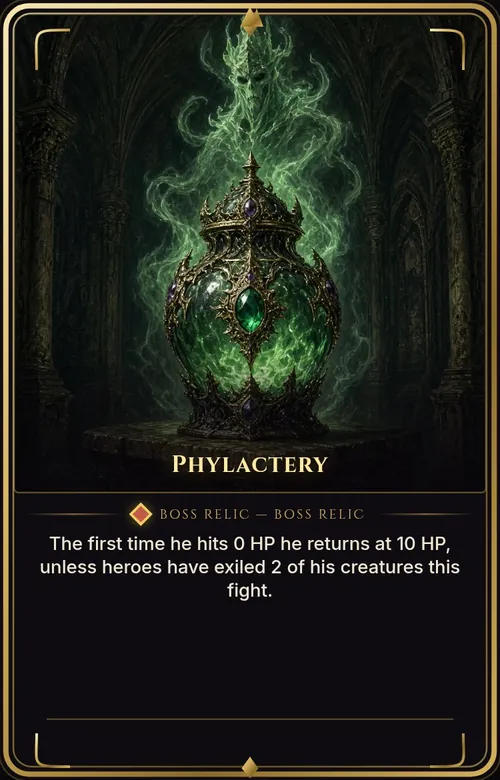 PHYLACTERY
BOSS RELIC — BOSS RELIC
The first time he hits 0 HP he returns at 10 HP,
unless heroes have exiled 2 of his creatures this
fight.